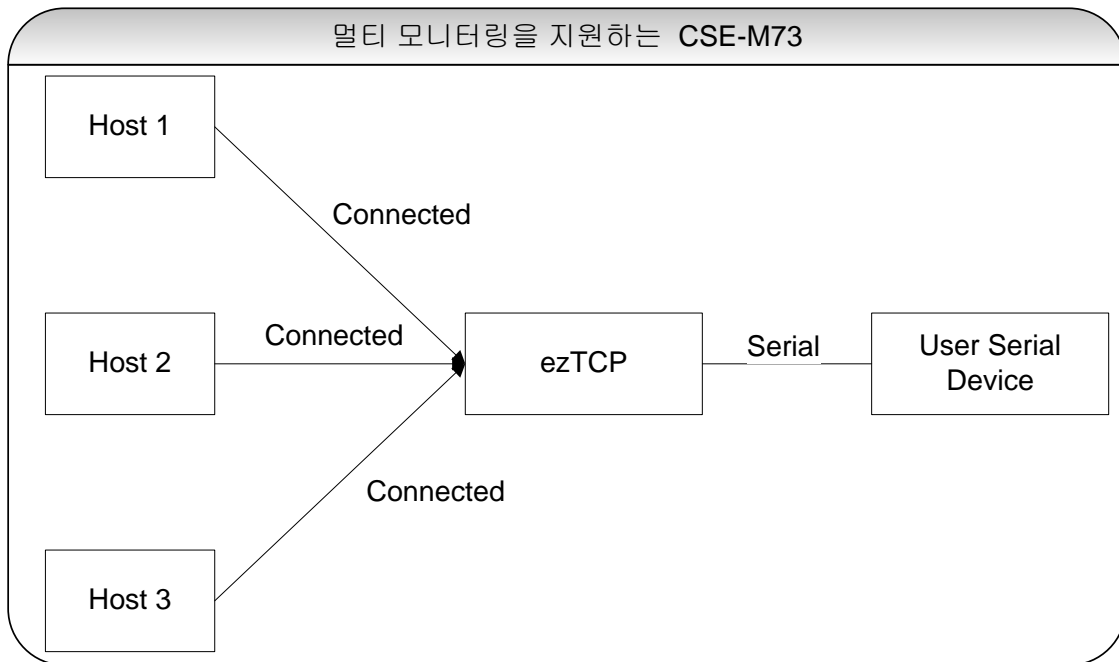 멀티 모니터링을 지원하는 CSE-M73
Host 1
Connected
Host 2
Connected
ezTCP
Serial
User Serial
Device
Connected
Host 3